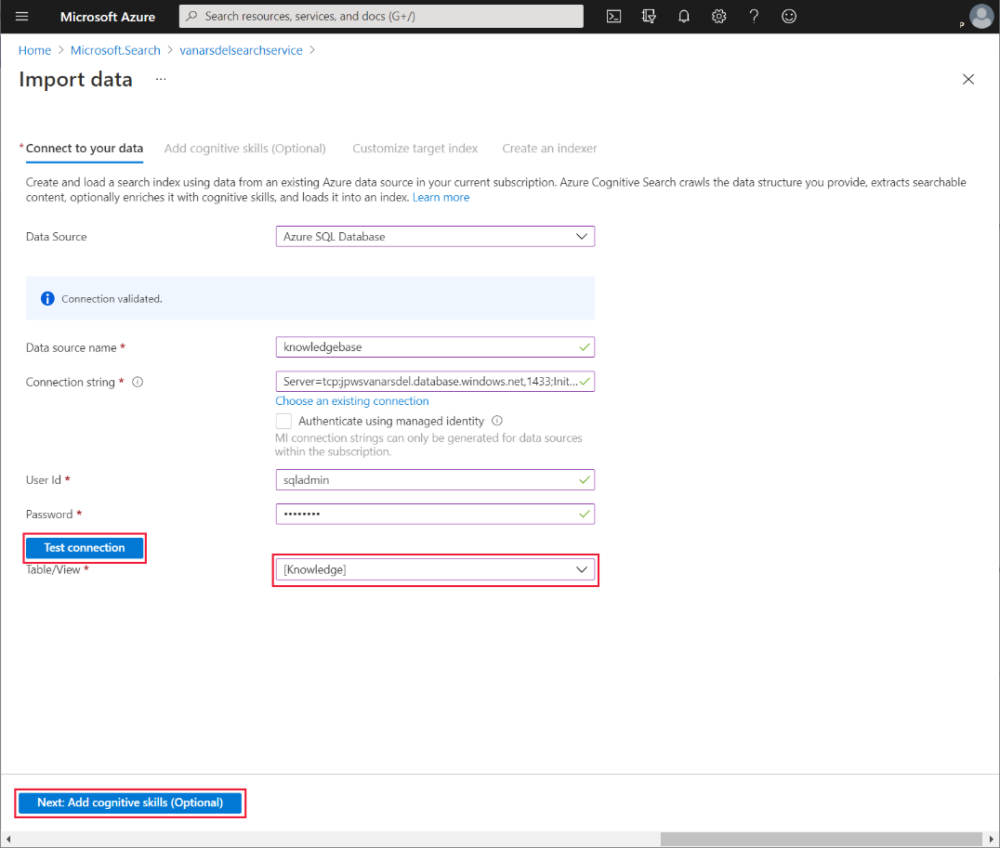 Microsoft Azure
Search resources, services, and docs (G+/)
P
Home > Microsoft.Search > vanarsdelsearchservice >
Import data ...
* Connect to your data Add cognitive skills (Optional) Customize target index Create an indexer
Create and load a search index using data from an existing Azure data source in your current subscription. Azure Cognitive Search crawls the data structure you provide, extracts searchable
content, optionally enriches it with cognitive skills, and loads it into an index. Learn more
Data Source Azure SQL Database
Connection validated.
Data source name * knowledgebase
Connection string * Server=tcp:jpwsvanarsdel.database.windows.net,1433;Init...
Choose an existing connection
Authenticate using managed identity
MI connection strings can only be generated for data sources
within the subscription.
User Id * sqladmin
Password * ••••••••
Test connection
Table/View * [Knowledge]
Next: Add cognitive skills (Optional)